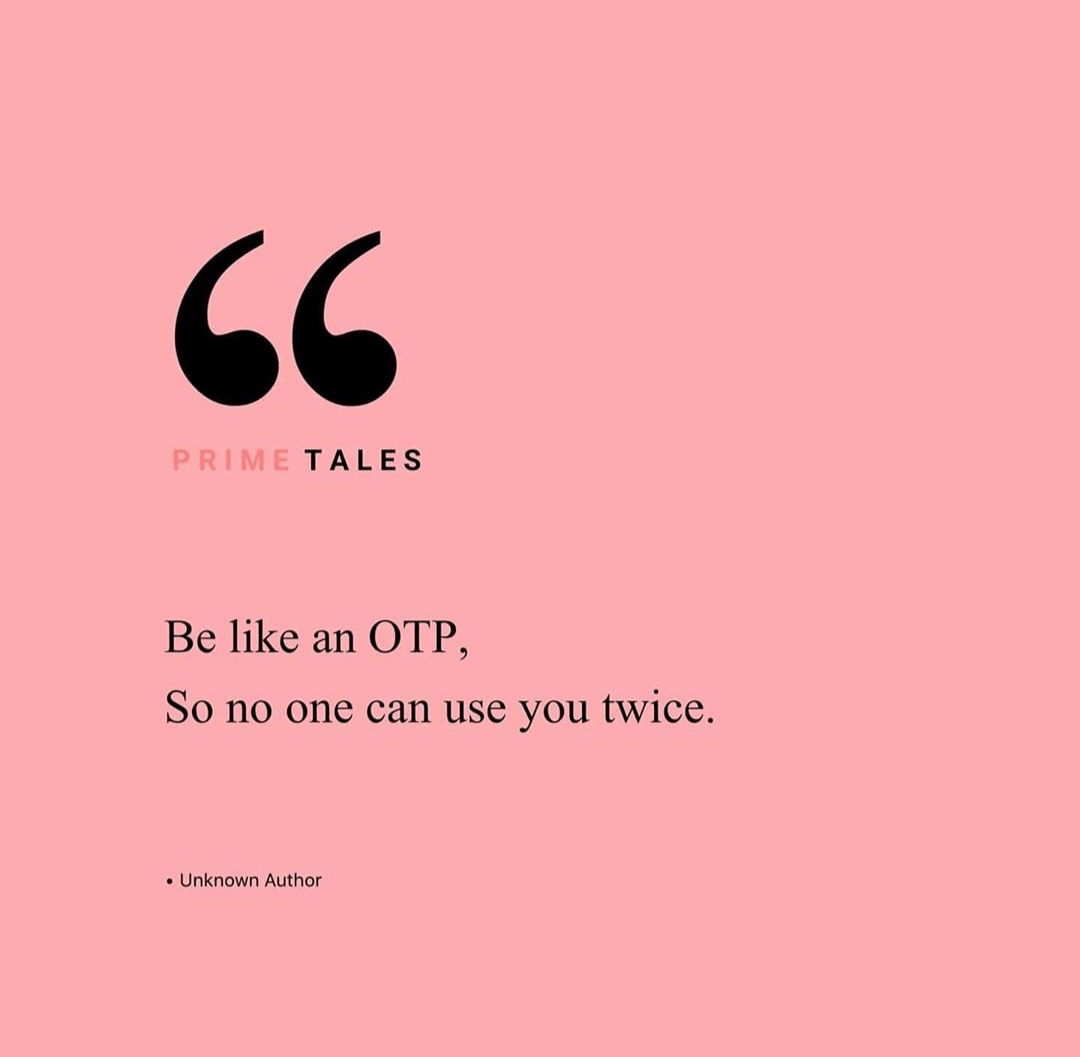 PRIME TALES
Be like an OTP,
So no one can use you twice.
• Unknown Author